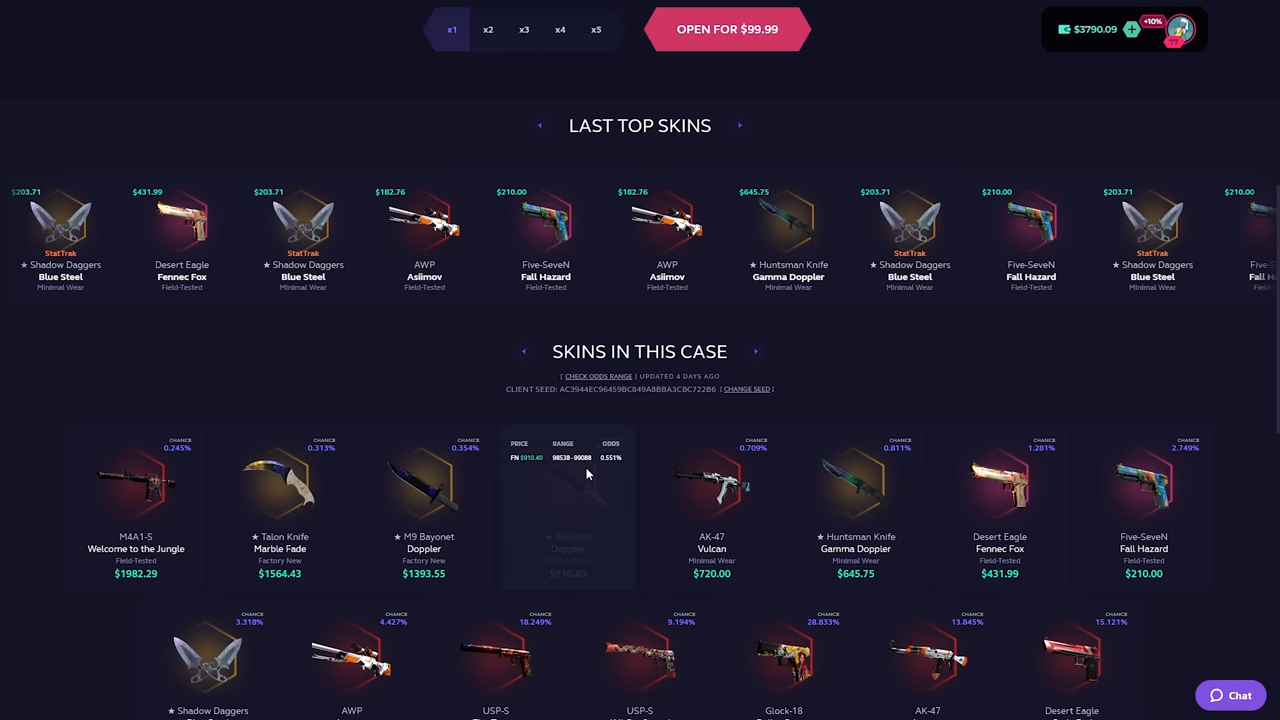 x1 x2 x3 x4 x5 OPEN FOR $99.99 $3790.09 + +10%
77
LAST TOP SKINS
$203.71 $431.99 $203.71 $182.76 $210.00 $182.76 $645.75 $203.71 $210.00 $203.71 $210.00
StatTrak StatTrak StatTrak StatTrak
★ Shadow Daggers Desert Eagle ★ Shadow Daggers AWP Five-SeveN AWP ★ Huntsman Knife ★ Shadow Daggers Five-SeveN ★ Shadow Daggers Five-S
Blue Steel Fennec Fox Blue Steel Asiimov Fall Hazard Asiimov Gamma Doppler Blue Steel Fall Hazard Blue Steel Fall H
Minimal Wear Field-Tested Minimal Wear Field-Tested Field-Tested Field-Tested Minimal Wear Minimal Wear Field-Tested Minimal Wear Field
SKINS IN THIS CASE
[ CHECK ODDS RANGE ] UPDATED 4 DAYS AGO
CLIENT SEED: AC3944EC96459BC849A8BBA3CBC722B6 [ CHANGE SEED ]
CHANCE CHANCE CHANCE PRICE RANGE ODDS CHANCE CHANCE CHANCE CHANCE
0.245% 0.313% 0.354% FN $910.40 98538-99088 0.551% 0.709% 0.811% 1.281% 2.749%
M4A1-S ★ Talon Knife ★ M9 Bayonet ★ Bayonet AK-47 ★ Huntsman Knife Desert Eagle Five-SeveN
Welcome to the Jungle Marble Fade Doppler Doppler Vulcan Gamma Doppler Fennec Fox Fall Hazard
Field-Tested Factory New Factory New Factory New Minimal Wear Minimal Wear Field-Tested Field-Tested
$1982.29 $1564.43 $1393.55 $910.40 $720.00 $645.75 $431.99 $210.00
CHANCE CHANCE CHANCE CHANCE CHANCE CHANCE CHANCE
3.318% 4.427% 18.249% 9.194% 28.833% 13.845% 15.121%
Chat
★ Shadow Daggers AWP USP-S USP-S Glock-18 AK-47 Desert Eagle